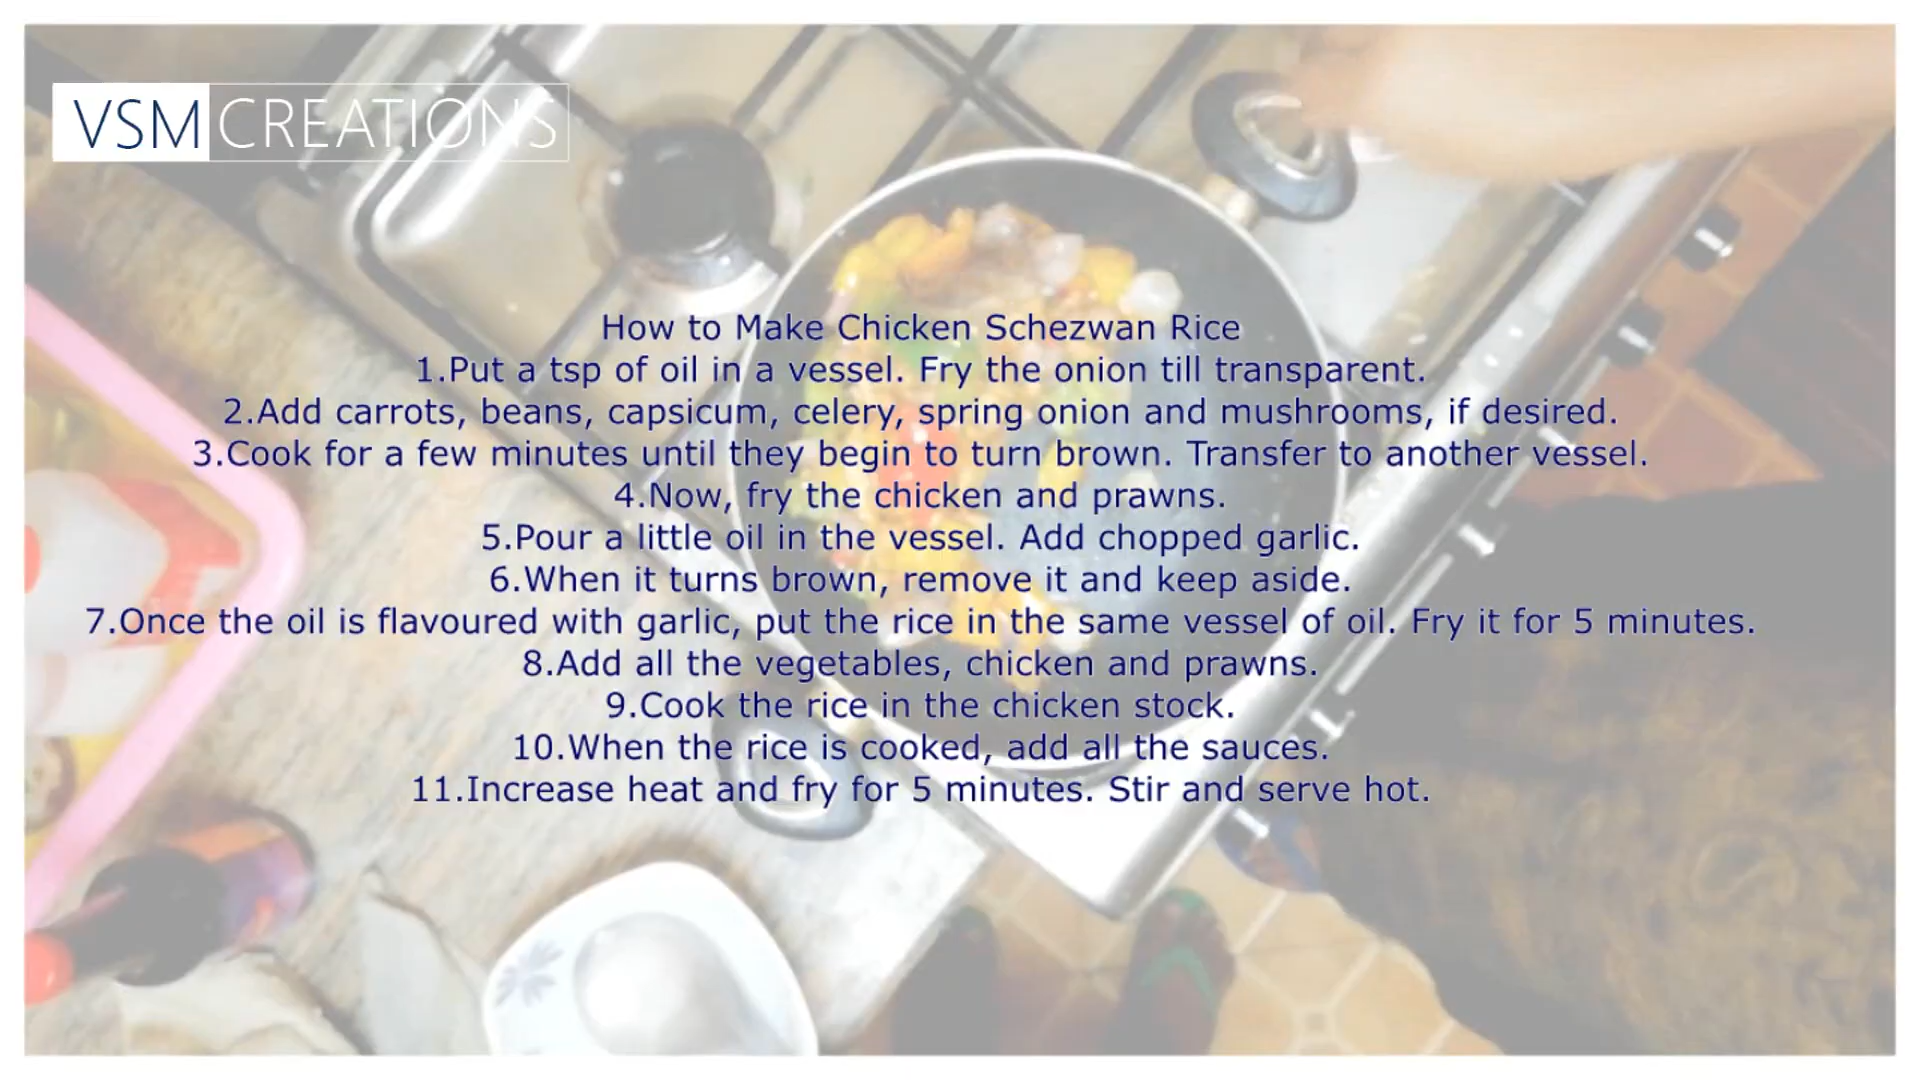 VSM CREATIONS
How to Make Chicken Schezwan Rice
1.Put a tsp of oil in a vessel. Fry the onion till transparent.
2.Add carrots, beans, capsicum, celery, spring onion and mushrooms, if desired.
3.Cook for a few minutes until they begin to turn brown. Transfer to another vessel.
4.Now, fry the chicken and prawns.
5.Pour a little oil in the vessel. Add chopped garlic.
6.When it turns brown, remove it and keep aside.
7.Once the oil is flavoured with garlic, put the rice in the same vessel of oil. Fry it for 5 minutes.
8.Add all the vegetables, chicken and prawns.
9.Cook the rice in the chicken stock.
10.When the rice is cooked, add all the sauces.
11.Increase heat and fry for 5 minutes. Stir and serve hot.